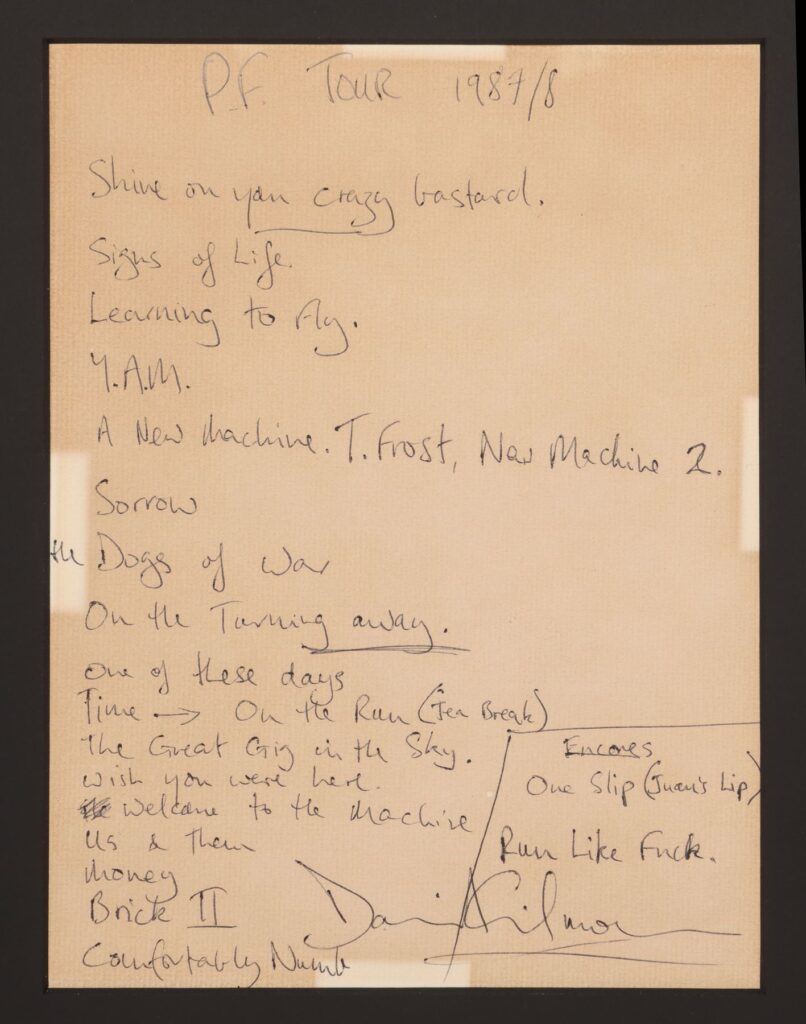 P.F. TOUR 1987/8
Shine on you crazy bastard.
Signs of Life.
Learning to Fly.
Y.A.M.
A New Machine. T. Frost, New Machine 2.
Sorrow
the Dogs of War
On the Turning away.
One of these days
Time → On the Run (Tea Break)
The Great Gig in the Sky.
wish you were here.
Welcome to the Machine
Us & Them
Money
Brick II
Comfortably Numb
Encores
One Slip (Juan's Lip)
Run Like Fuck.
David Gilmour